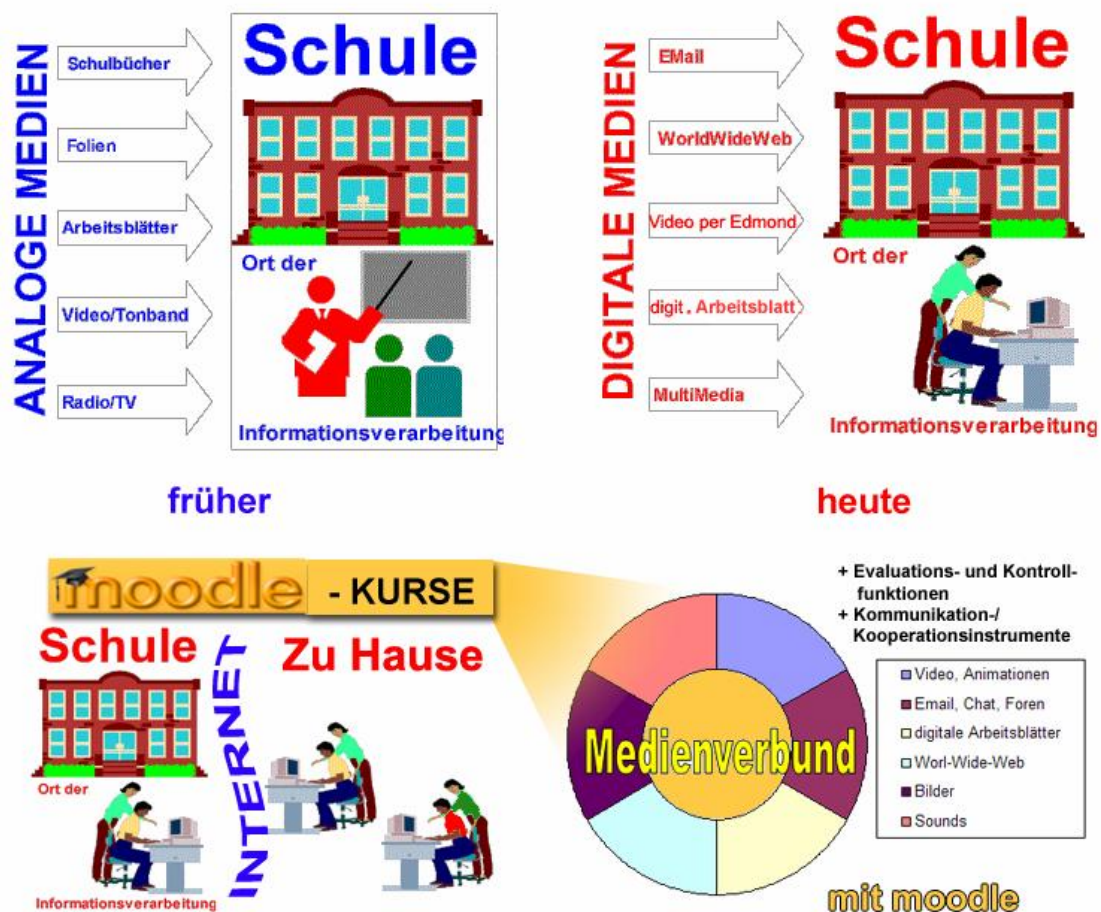 ANALOGE MEDIEN
Schulbücher
Folien
Arbeitsblätter
Video/Tonband
Radio/TV
Schule
Ort der
Informationsverarbeitung
früher
DIGITALE MEDIEN
EMail
WorldWideWeb
Video per Edmond
digit. Arbeitsblatt
MultiMedia
Schule
Ort der
Informationsverarbeitung
heute
moodle - KURSE
Schule
Ort der
Informationsverarbeitung
INTERNET
Zu Hause
Medienverbund
+ Evaluations- und Kontroll-
funktionen
+ Kommunikation-/
Kooperationsinstrumente
Video, Animationen
Email, Chat, Foren
digitale Arbeitsblätter
Worl-Wide-Web
Bilder
Sounds
mit moodle